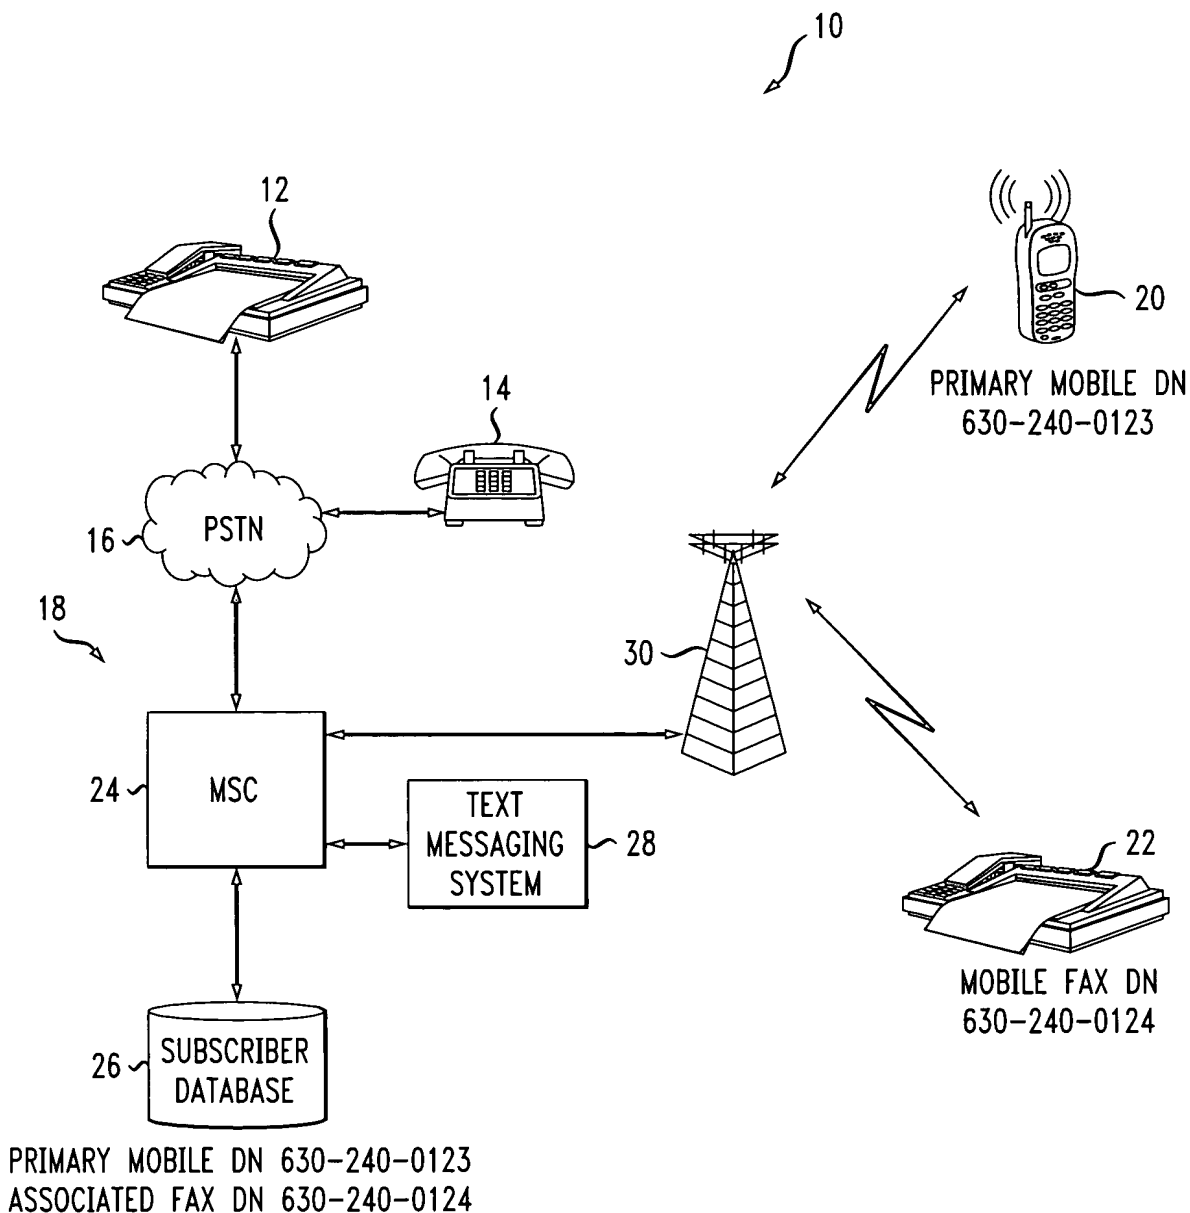 10
12
20
PRIMARY MOBILE DN
630-240-0123
14
16
PSTN
18
30
24
MSC
TEXT
MESSAGING
SYSTEM
28
22
MOBILE FAX DN
630-240-0124
26
SUBSCRIBER
DATABASE
PRIMARY MOBILE DN 630-240-0123
ASSOCIATED FAX DN 630-240-0124